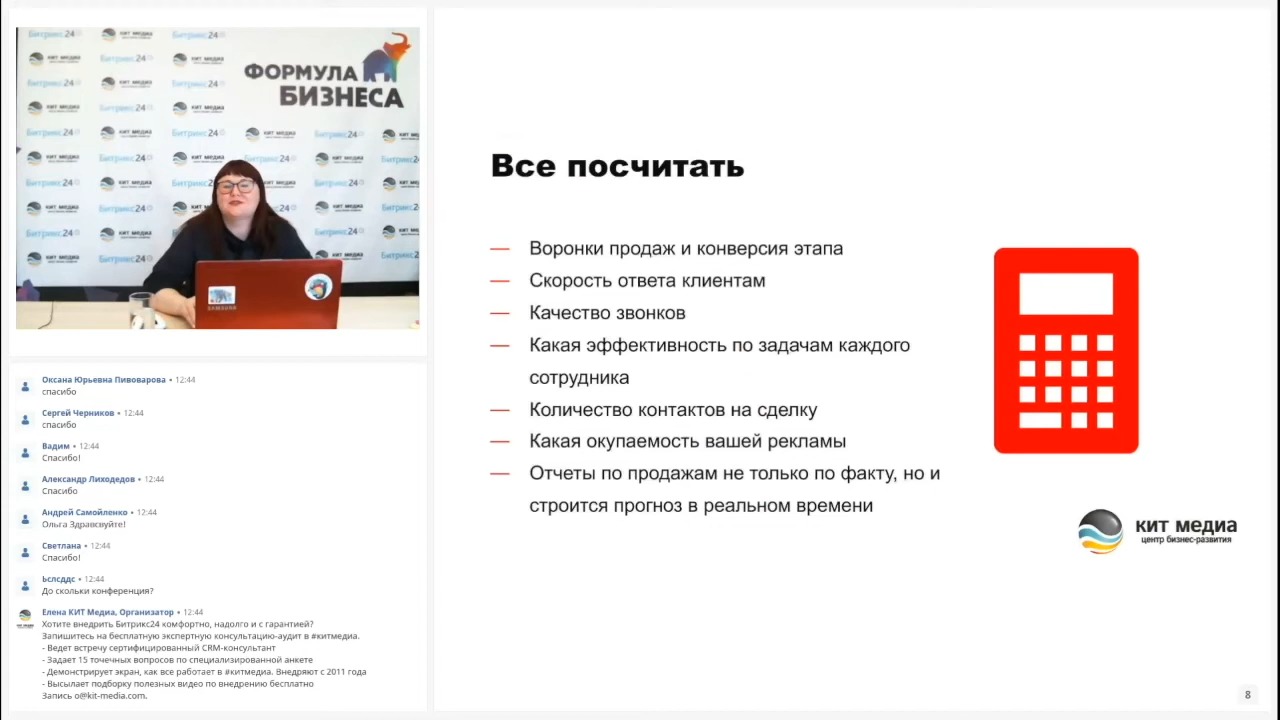 ФОРМУЛА
БИЗНЕСА
Битрикс24
КИТ МЕДИА
SAMSUNG
Оксана Юрьевна Пивоварова • 12:44
спасибо
Сергей Черников • 12:44
спасибо
Вадим • 12:44
Спасибо!
Александр Лиходедов • 12:44
Спасибо
Андрей Самойленко • 12:44
Ольга Здравсвуйте!
Светлана • 12:44
Спасибо!
Ьслсддс • 12:44
До скольки конференция?
Елена КИТ Медиа, Организатор • 12:44
Хотите внедрить Битрикс24 комфортно, надолго и с гарантией?
Запишитесь на бесплатную экспертную консультацию-аудит в #китмедиа.
- Ведет встречу сертифицированный CRM-консультант
- Задает 15 точечных вопросов по специализированной анкете
- Демонстрирует экран, как все работает в #китмедиа. Внедряют с 2011 года
- Высылает подборку полезных видео по внедрению бесплатно
Запись o@kit-media.com.
Все посчитать
— Воронки продаж и конверсия этапа
— Скорость ответа клиентам
— Качество звонков
— Какая эффективность по задачам каждого
сотрудника
— Количество контактов на сделку
— Какая окупаемость вашей рекламы
— Отчеты по продажам не только по факту, но и
строится прогноз в реальном времени
КИТ МЕДИА
центр бизнес-развития
8